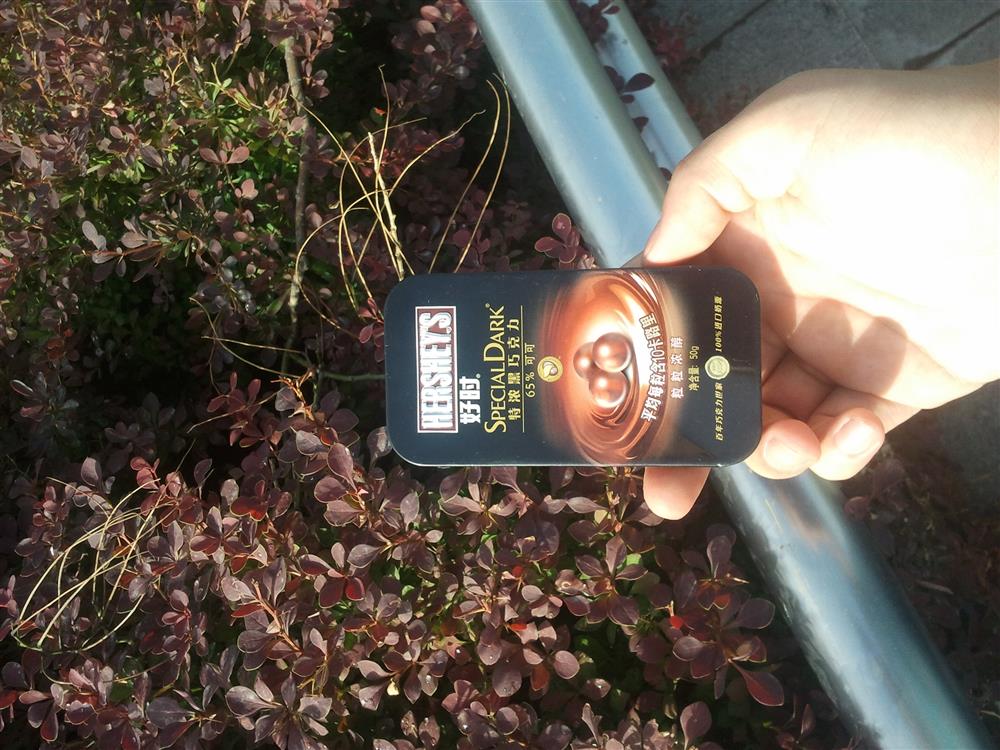 HERSHEY'S
好时®
SPECIAL DARK®
特浓黑巧克力
65% 可可
平均每粒含10卡路里
粒粒浓醇
净含量: 50g
百年巧克力世家 100%进口奶源